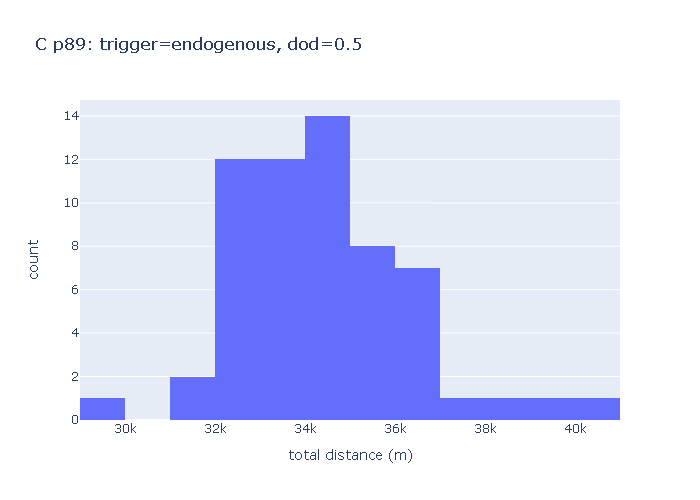 C p89: trigger=endogenous, dod=0.5
14
12
10
8
6
4
2
0
count
30k 32k 34k 36k 38k 40k
total distance (m)